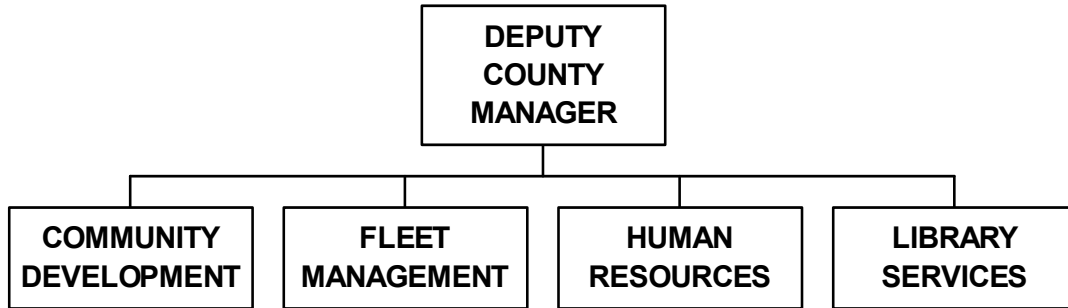 DEPUTY
COUNTY
MANAGER
COMMUNITY
DEVELOPMENT
FLEET
MANAGEMENT
HUMAN
RESOURCES
LIBRARY
SERVICES